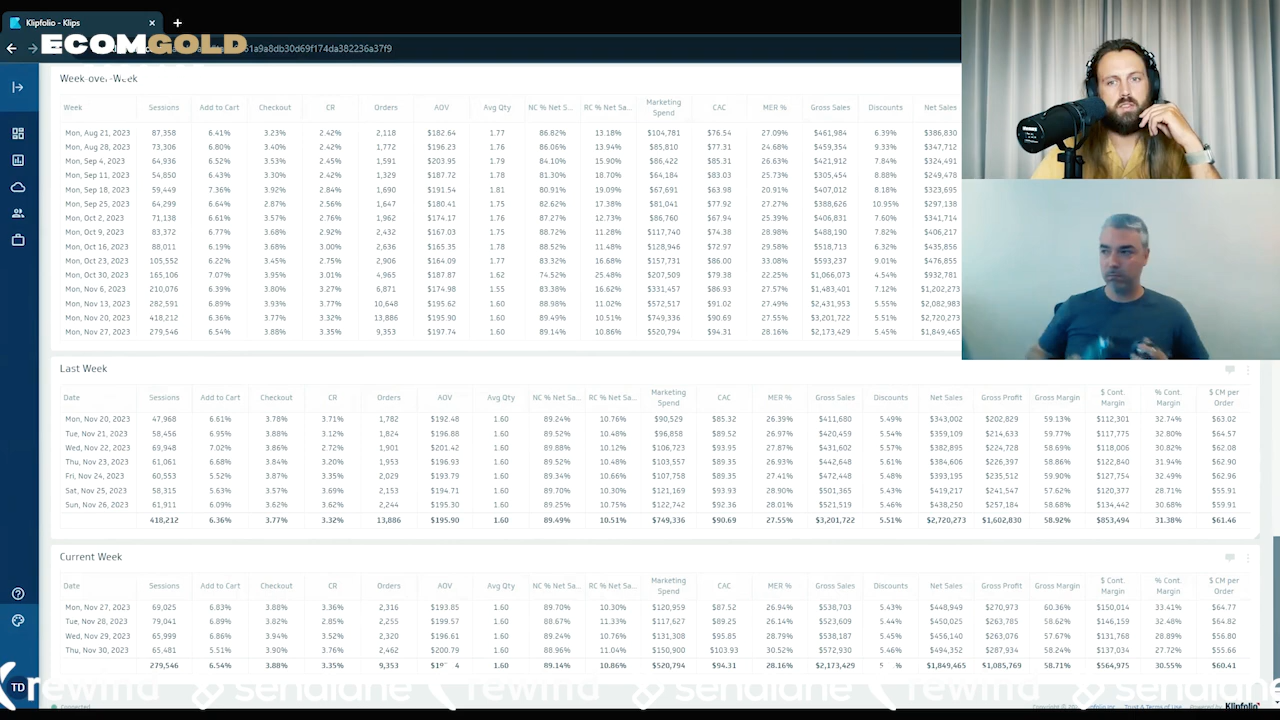 Klipfolio - Klips
ECOMGOLD
51a9a8db30d69f174da382236a37f9
Week-over-Week
Week Sessions Add to Cart Checkout CR Orders AOV Avg Qty NC % Net S... RC % Net Sa... Marketing Spend CAC MER % Gross Sales Discounts Net Sales
Mon, Aug 21, 2023 87,358 6.41% 3.23% 2.42% 2,118 $182.64 1.77 86.82% 13.18% $104,781 $76.54 27.09% $461,984 6.39% $386,830
Mon, Aug 28, 2023 73,106 6.80% 3.40% 2.42% 1,772 $196.23 1.76 86.06% 13.94% $85,810 $77.31 24.68% $459,354 9.33% $347,712
Mon, Sep 4, 2023 64,936 6.52% 3.53% 2.45% 1,591 $203.95 1.79 84.10% 15.90% $86,422 $85.31 26.63% $421,912 7.84% $324,491
Mon, Sep 11, 2023 54,850 6.43% 3.30% 2.42% 1,329 $187.72 1.78 81.30% 18.70% $64,184 $83.03 25.73% $305,454 8.88% $249,478
Mon, Sep 18, 2023 59,449 7.36% 3.92% 2.84% 1,690 $191.54 1.81 80.91% 19.09% $67,691 $63.98 20.91% $407,012 8.18% $323,695
Mon, Sep 25, 2023 64,299 6.64% 2.87% 2.56% 1,647 $180.41 1.75 82.62% 17.38% $81,041 $77.92 27.27% $388,626 10.95% $297,138
Mon, Oct 2, 2023 71,138 6.61% 3.57% 2.76% 1,962 $174.17 1.76 87.27% 12.73% $86,760 $67.94 25.39% $406,831 7.60% $341,714
Mon, Oct 9, 2023 83,372 6.77% 3.68% 2.92% 2,432 $167.03 1.75 88.72% 11.28% $117,740 $74.38 28.98% $488,190 7.82% $406,217
Mon, Oct 16, 2023 88,011 6.19% 3.68% 3.00% 2,636 $165.35 1.78 88.52% 11.48% $128,946 $72.97 29.58% $518,713 6.32% $435,856
Mon, Oct 23, 2023 105,552 6.22% 3.45% 2.75% 2,906 $164.09 1.77 83.32% 16.68% $157,731 $86.00 33.08% $593,237 9.01% $476,855
Mon, Oct 30, 2023 165,106 7.07% 3.95% 3.01% 4,965 $187.87 1.62 74.52% 25.48% $207,509 $79.38 22.25% $1,066,073 4.54% $932,781
Mon, Nov 6, 2023 210,076 6.39% 3.80% 3.27% 6,871 $174.98 1.55 83.38% 16.62% $331,457 $86.93 27.57% $1,483,401 7.12% $1,202,273
Mon, Nov 13, 2023 282,591 6.89% 3.93% 3.77% 10,648 $195.62 1.60 88.98% 11.02% $572,517 $91.02 27.49% $2,431,953 5.55% $2,082,983
Mon, Nov 20, 2023 418,212 6.36% 3.77% 3.32% 13,886 $195.90 1.60 89.49% 10.51% $749,336 $90.69 27.55% $3,201,722 5.51% $2,720,273
Mon, Nov 27, 2023 279,546 6.54% 3.88% 3.35% 9,353 $197.74 1.60 89.14% 10.86% $520,794 $94.31 28.16% $2,173,429 5.45% $1,849,465
Last Week
Date Sessions Add to Cart Checkout CR Orders AOV Avg Qty NC % Net Sa... RC % Net Sa... Marketing Spend CAC MER % Gross Sales Discounts Net Sales Gross Profit Gross Margin $ Cont. Margin % Cont. Margin $ CM per Order
Mon, Nov 20, 2023 47,968 6.61% 3.78% 3.71% 1,782 $192.48 1.60 89.24% 10.76% $90,529 $85.32 26.39% $411,680 5.49% $343,002 $202,829 59.13% $112,301 32.74% $63.02
Tue, Nov 21, 2023 58,456 6.95% 3.88% 3.12% 1,824 $196.88 1.60 89.52% 10.48% $96,858 $89.52 26.97% $420,459 5.54% $359,109 $214,633 59.77% $117,775 32.80% $64.57
Wed, Nov 22, 2023 69,948 7.02% 3.86% 2.72% 1,901 $201.42 1.60 89.88% 10.12% $106,723 $93.95 27.87% $431,602 5.57% $382,895 $224,728 58.69% $118,006 30.82% $62.08
Thu, Nov 23, 2023 61,061 6.68% 3.84% 3.20% 1,953 $196.93 1.60 89.52% 10.48% $103,557 $89.35 26.93% $442,648 5.61% $384,606 $226,397 58.86% $122,840 31.94% $62.90
Fri, Nov 24, 2023 60,553 5.52% 3.87% 3.35% 2,029 $193.79 1.60 89.34% 10.66% $107,758 $89.35 27.41% $472,448 5.48% $393,195 $235,512 59.90% $127,754 32.49% $62.96
Sat, Nov 25, 2023 58,315 5.63% 3.57% 3.69% 2,153 $194.71 1.60 89.70% 10.30% $121,169 $93.93 28.90% $501,365 5.43% $419,217 $241,547 57.62% $120,377 28.71% $55.91
Sun, Nov 26, 2023 61,911 6.09% 3.62% 3.62% 2,244 $195.30 1.60 89.25% 10.75% $122,742 $92.36 28.01% $521,519 5.46% $438,250 $257,184 58.68% $134,442 30.68% $59.91
418,212 6.36% 3.77% 3.32% 13,886 $195.90 1.60 89.49% 10.51% $749,336 $90.69 27.55% $3,201,722 5.51% $2,720,273 $1,602,830 58.92% $853,494 31.38% $61.46
Current Week
Date Sessions Add to Cart Checkout CR Orders AOV Avg Qty NC % Net Sa... RC % Net Sa... Marketing Spend CAC MER % Gross Sales Discounts Net Sales Gross Profit Gross Margin $ Cont. Margin % Cont. Margin $ CM per Order
Mon, Nov 27, 2023 69,025 6.83% 3.88% 3.36% 2,316 $193.85 1.60 89.70% 10.30% $120,959 $87.52 26.94% $538,703 5.43% $448,949 $270,973 60.36% $150,014 33.41% $64.77
Tue, Nov 28, 2023 79,041 6.89% 3.82% 2.85% 2,255 $199.57 1.60 88.67% 11.33% $117,627 $89.25 26.14% $523,609 5.44% $450,025 $263,785 58.62% $146,159 32.48% $64.82
Wed, Nov 29, 2023 65,999 6.86% 3.94% 3.52% 2,320 $196.61 1.60 89.24% 10.76% $131,308 $95.85 28.79% $538,187 5.45% $456,140 $263,076 57.67% $131,768 28.89% $56.80
Thu, Nov 30, 2023 65,481 5.51% 3.90% 3.76% 2,462 $200.79 1.60 88.96% 11.04% $150,900 $103.93 30.52% $572,930 5.46% $494,352 $287,934 58.24% $137,034 27.72% $55.66
279,546 6.54% 3.88% 3.35% 9,353 1.60 89.14% 10.86% $520,794 $94.31 28.16% $2,173,429 $1,849,465 $1,085,769 58.71% $564,975 30.55% $60.41
TD rewind sendlane rewind sendlane
Connected Trust & Terms of Use Klipfolio